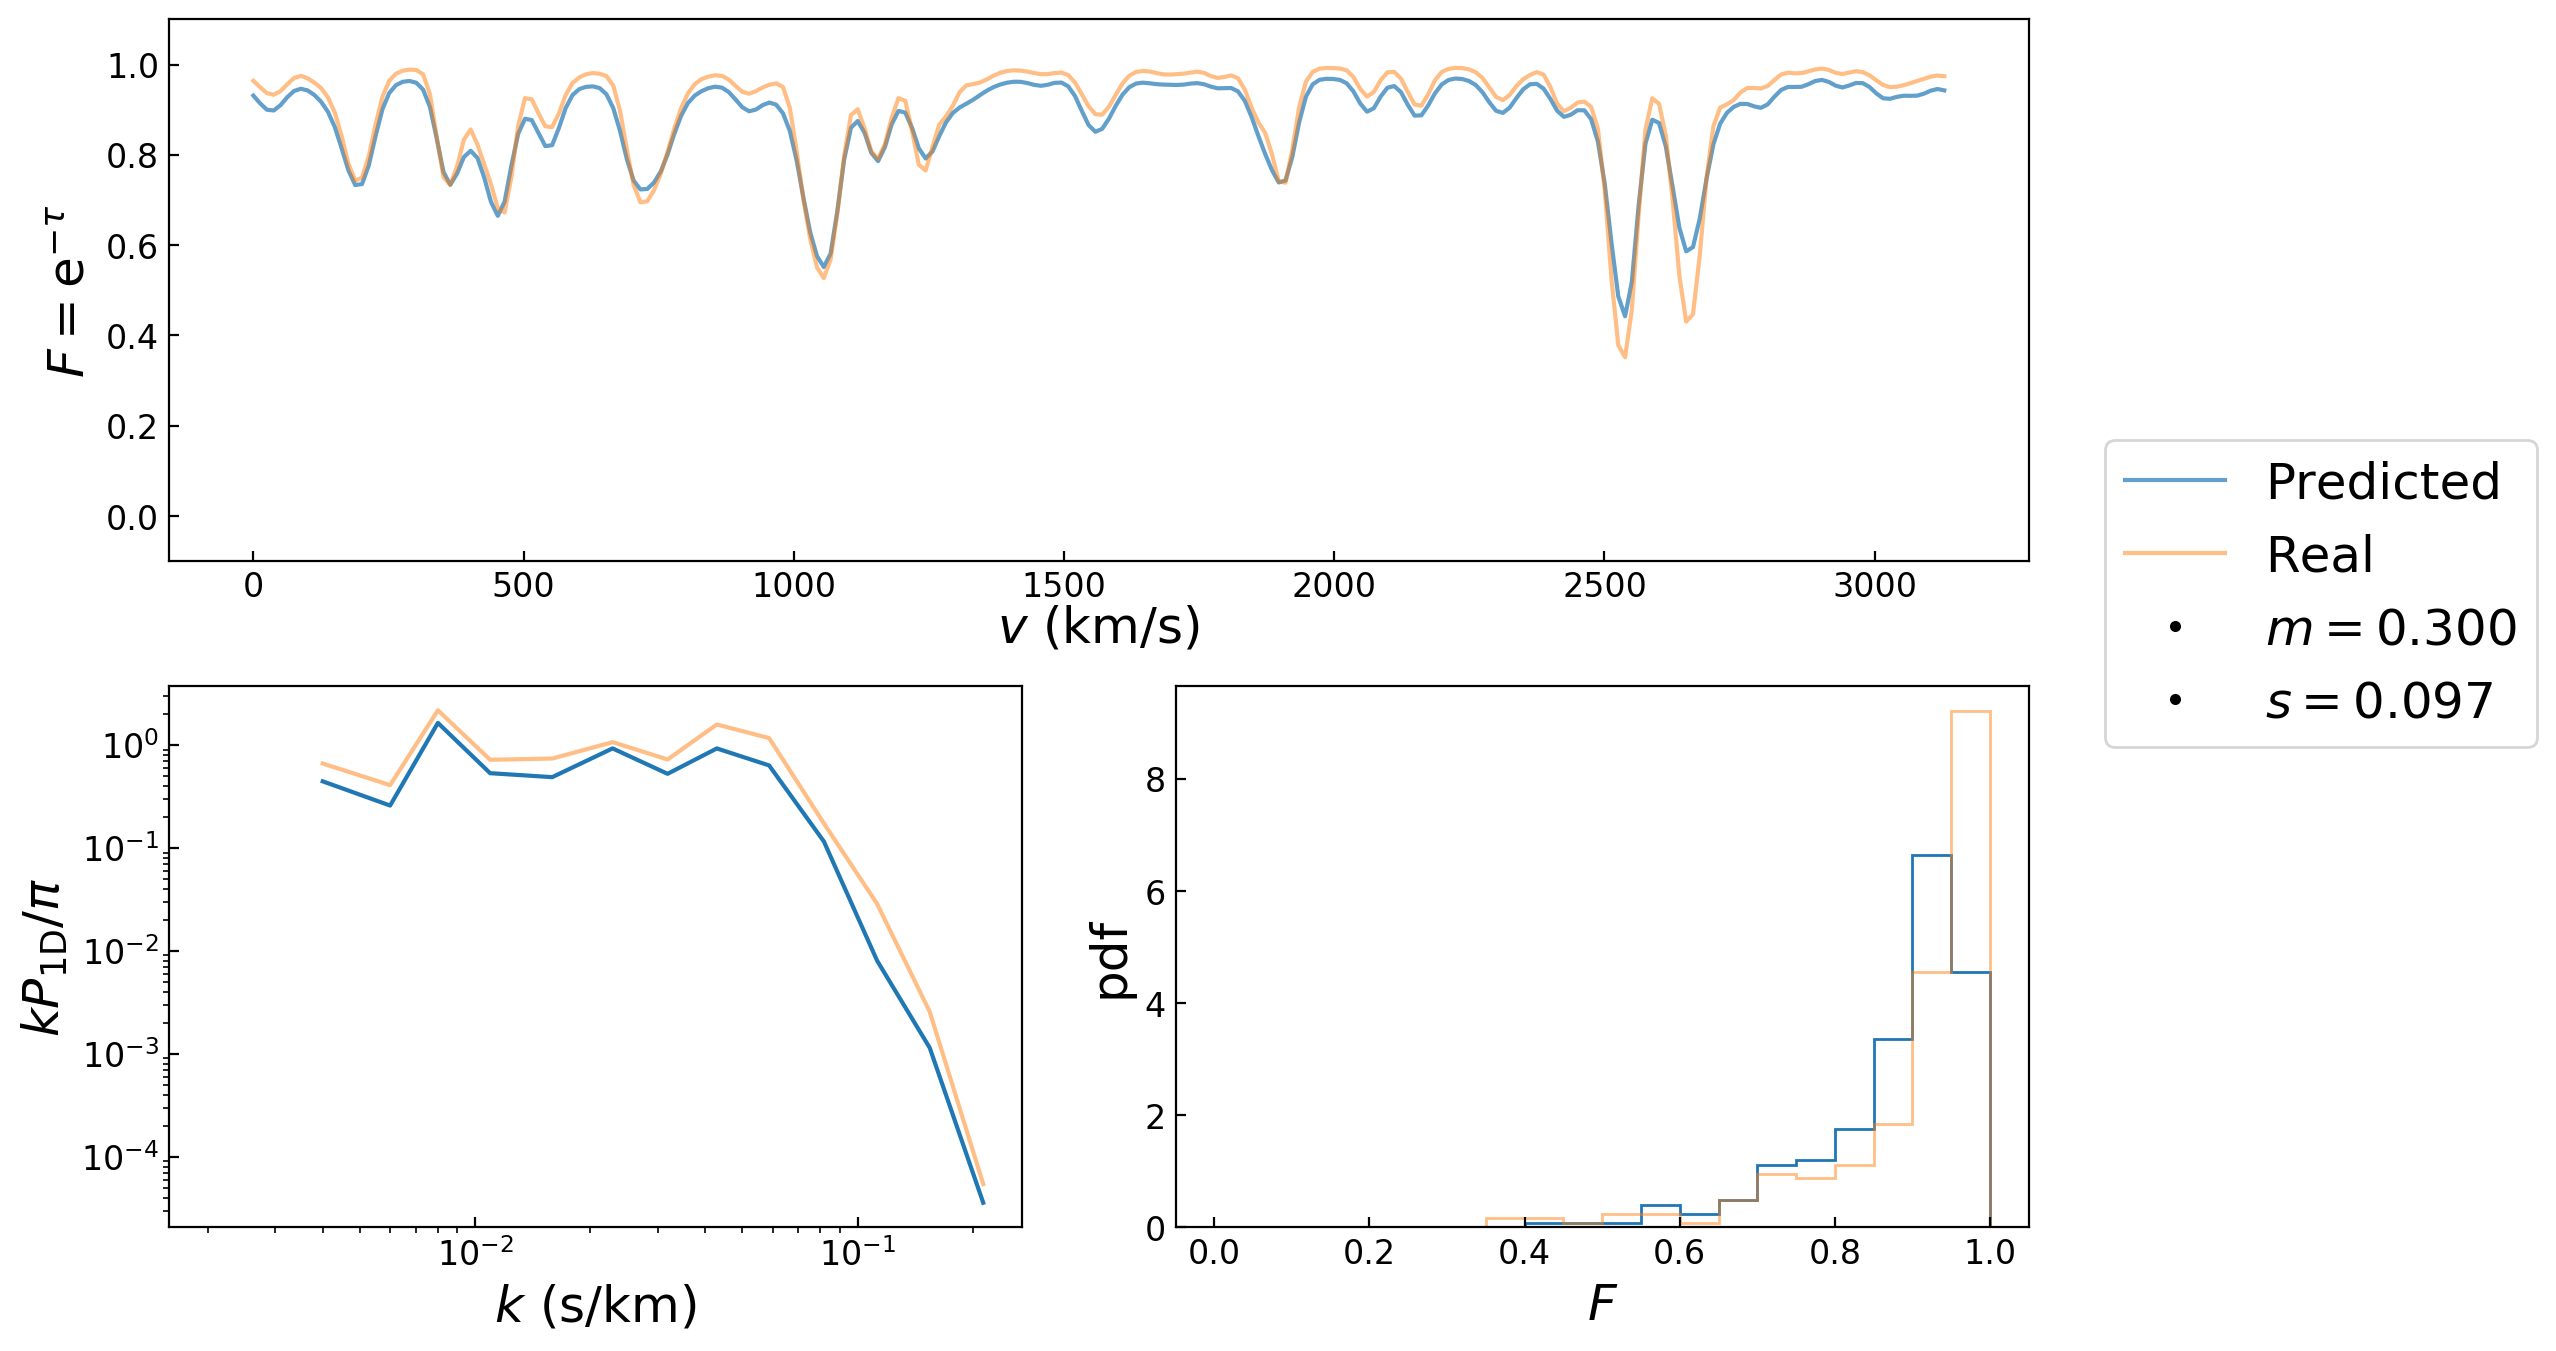 1.0
0.8
0.6
0.4
0.2
0.0
F = e^{−τ}
0 500 1000 1500 2000 2500 3000
v (km/s)
Predicted
Real
m = 0.300
s = 0.097
10^0
10^{−1}
10^{−2}
10^{−3}
10^{−4}
kP_{1D}/π
10^{−2} 10^{−1}
k (s/km)
8
6
4
2
0
pdf
0.0 0.2 0.4 0.6 0.8 1.0
F